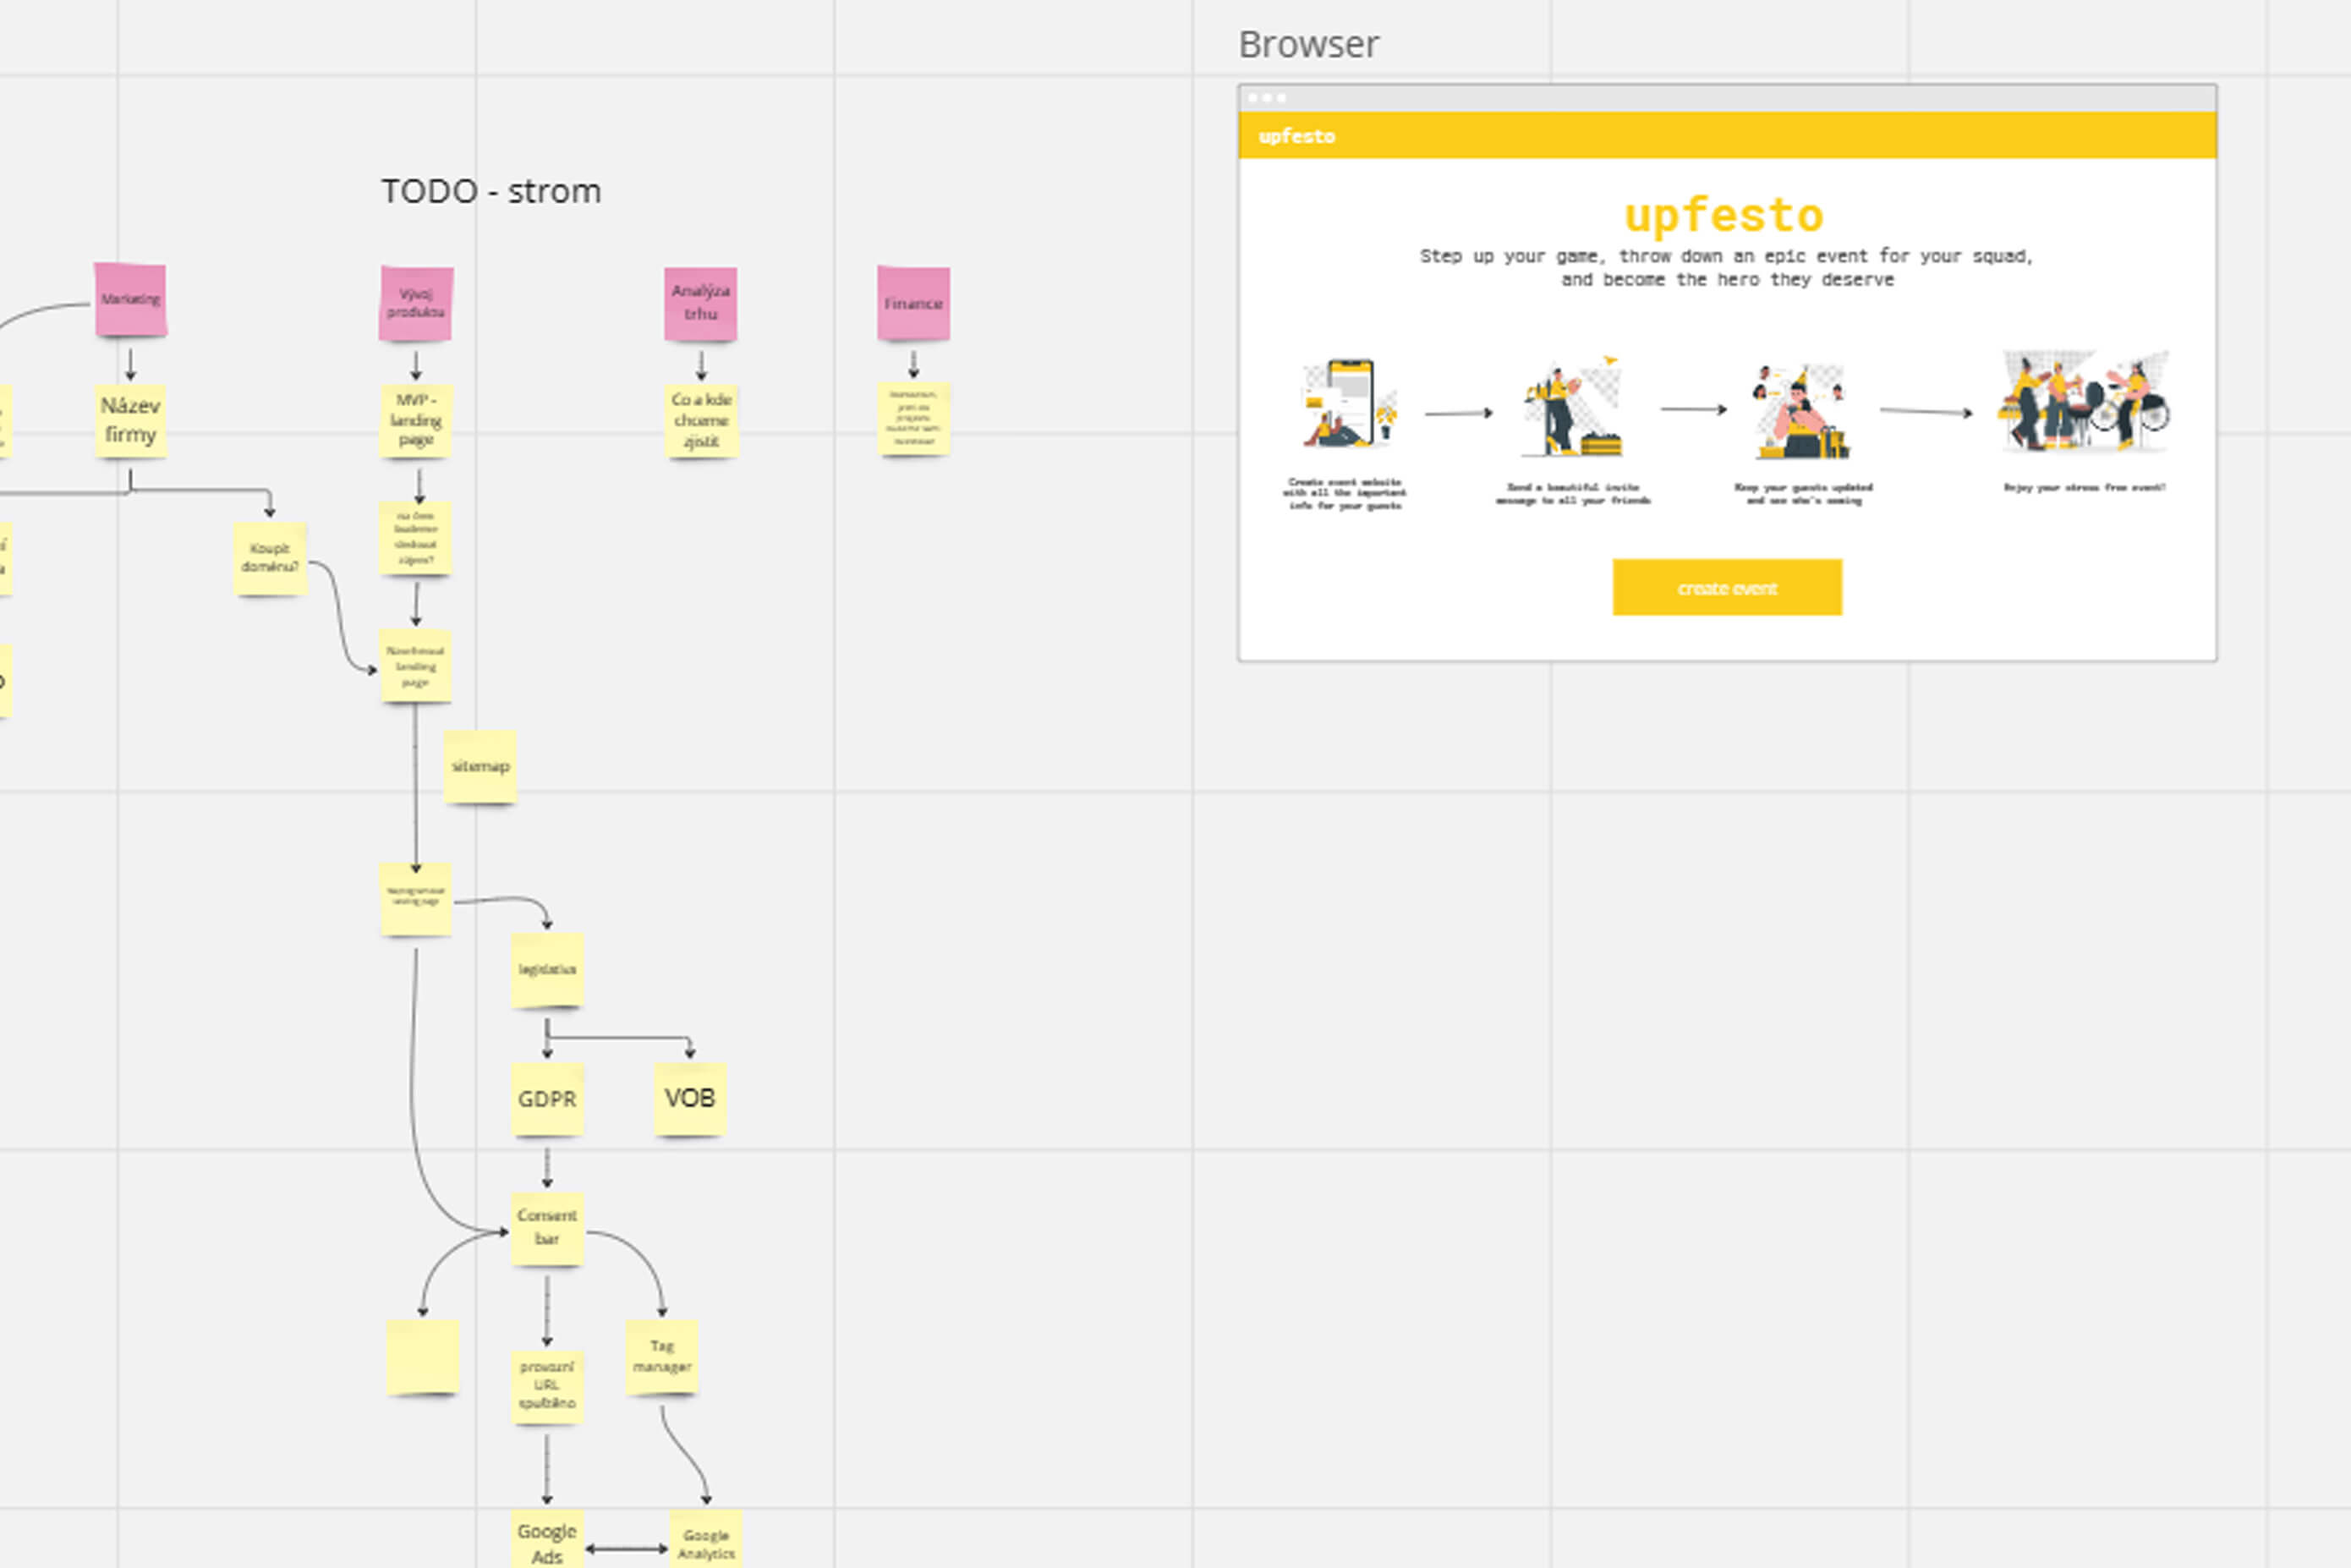 Browser
upfesto
upfesto
Step up your game, throw down an epic event for your squad,
and become the hero they deserve
Create event website
with all the important
info for your guests
Send a beautiful invite
message to all your friends
Keep your guests updated
and see who's coming
Enjoy your stress free event!
create event
TODO - strom
Marketing
Vývoj
produktu
Analýza
trhu
Finance
Název
firmy
MVP -
landing
page
Co a kde
chceme
zjistit
Koupit
doménu?
na čem
budeme
sledovat
zájem?
Navrhnout
landing
page
sitemap
legislativa
GDPR
VOB
Consent
bar
provozní
URL
spuštěno
Tag
manager
Google
Ads
Google
Analytics